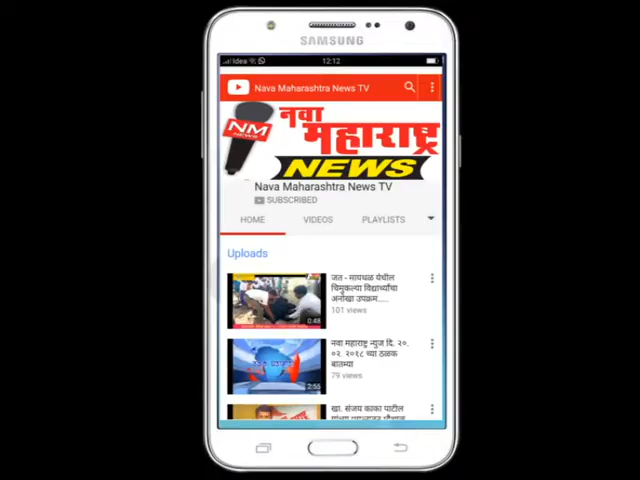 SAMSUNG
Idea 12:12
Nava Maharashtra News TV
नवा
महाराष्ट्र
NM
NEWS
NEWS
Nava Maharashtra News TV
SUBSCRIBED
HOME VIDEOS PLAYLISTS
Uploads
जत - मायथळ येथील
चिमुकल्या विद्यार्थ्यांचा
अनोखा उपक्रम.....
101 views
0:48
नवा महाराष्ट्र न्युज दि. २०.
०२. २०१८ च्या ठळक
बातम्या
79 views
2:55
खा. संजय काका पाटील